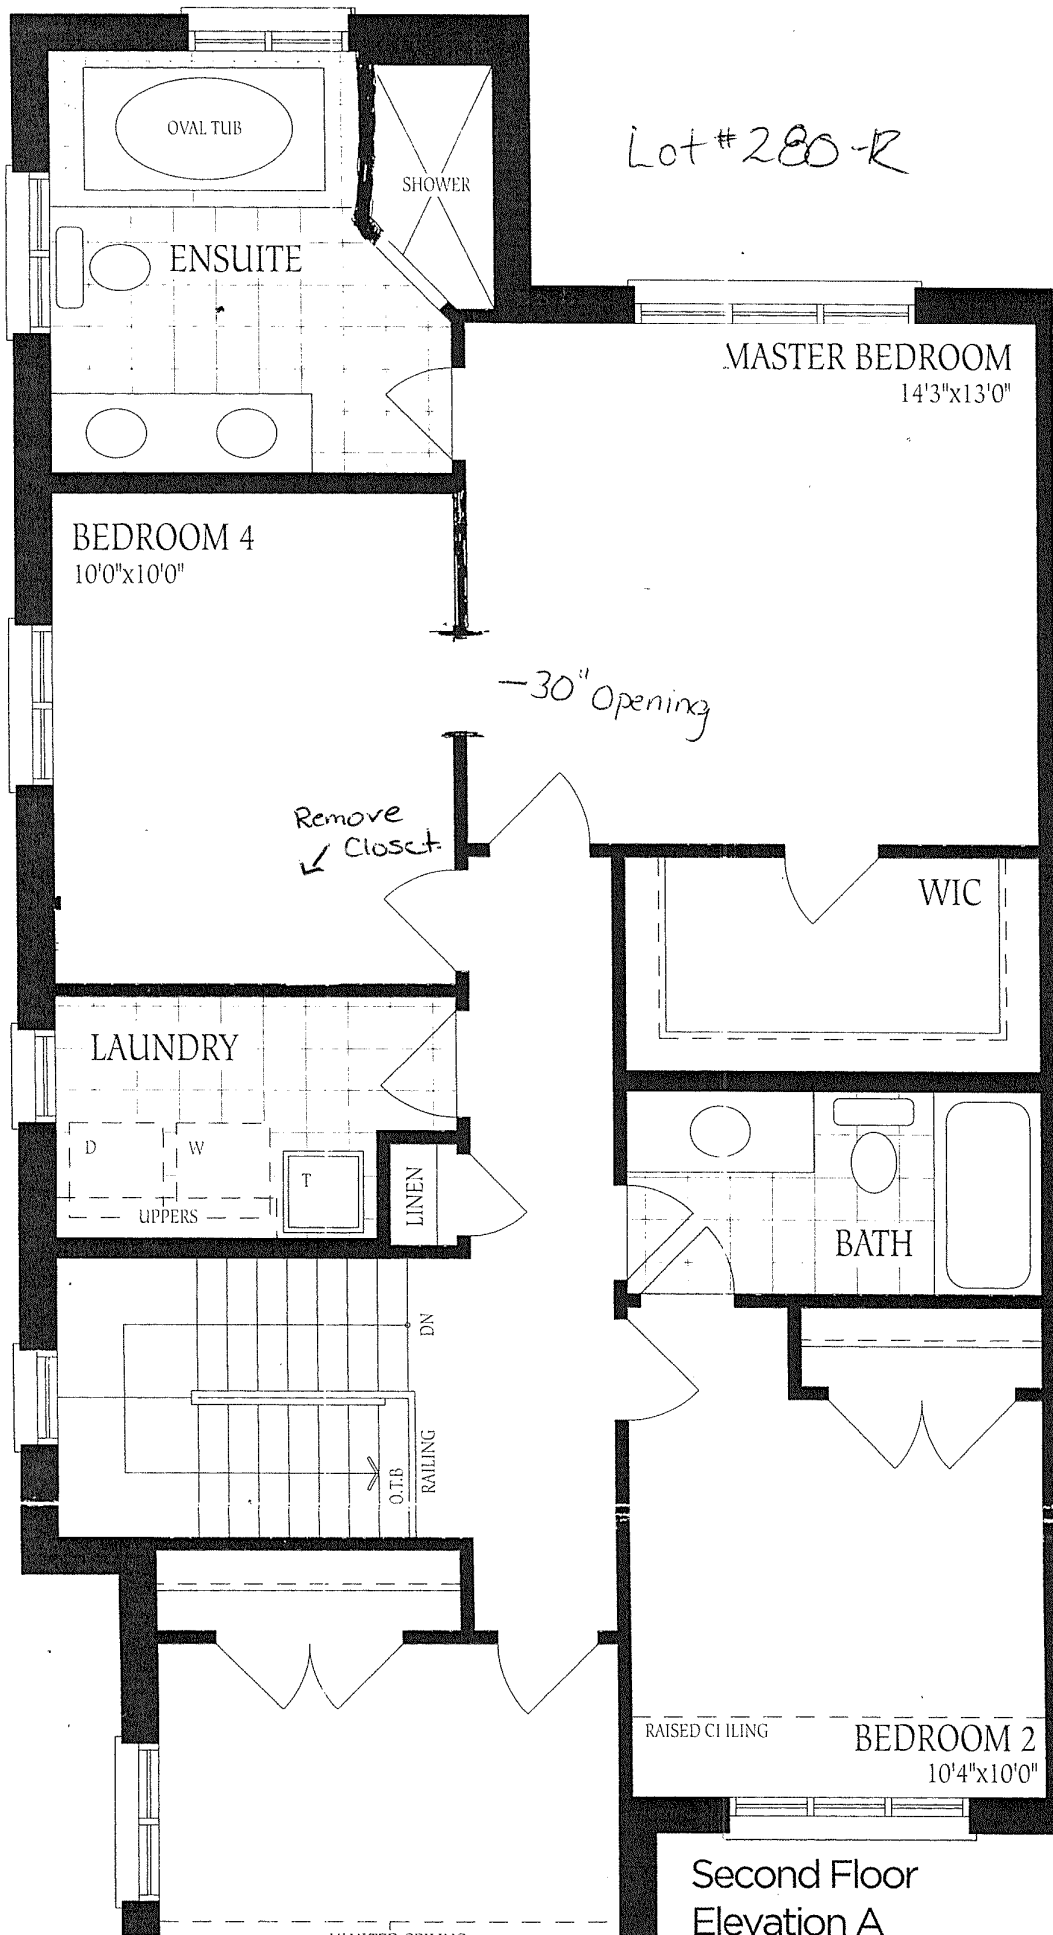 OVAL TUB
SHOWER
Lot # 280-R
ENSUITE
MASTER BEDROOM
14'3"x13'0"
BEDROOM 4
10'0"x10'0"
-30" Opening
Remove
Closet
WIC
LAUNDRY
D
W
T
UPPERS
LINEN
BATH
DN
O.T.B
RAILING
RAISED CI ILING
BEDROOM 2
10'4"x10'0"
Second Floor
Elevation A